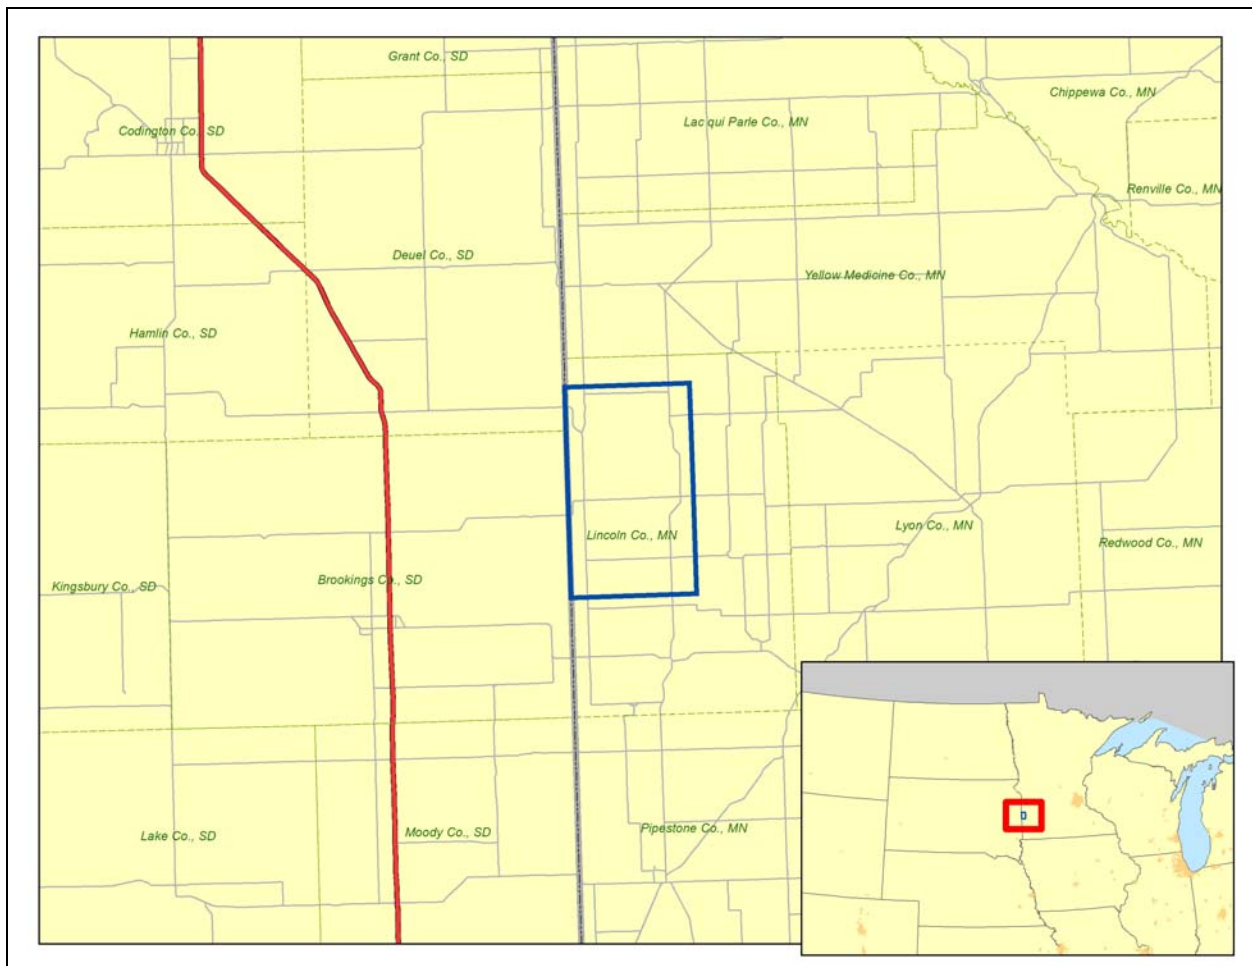 Grant Co., SD
Chippewa Co., MN
Codington Co., SD
Lac qui Parle Co., MN
Renville Co., MN
Deuel Co., SD
Yellow Medicine Co., MN
Hamlin Co., SD
Lincoln Co., MN
Lyon Co., MN
Redwood Co., MN
Kingsbury Co., SD
Brookings Co., SD
Lake Co., SD
Moody Co., SD
Pipestone Co., MN